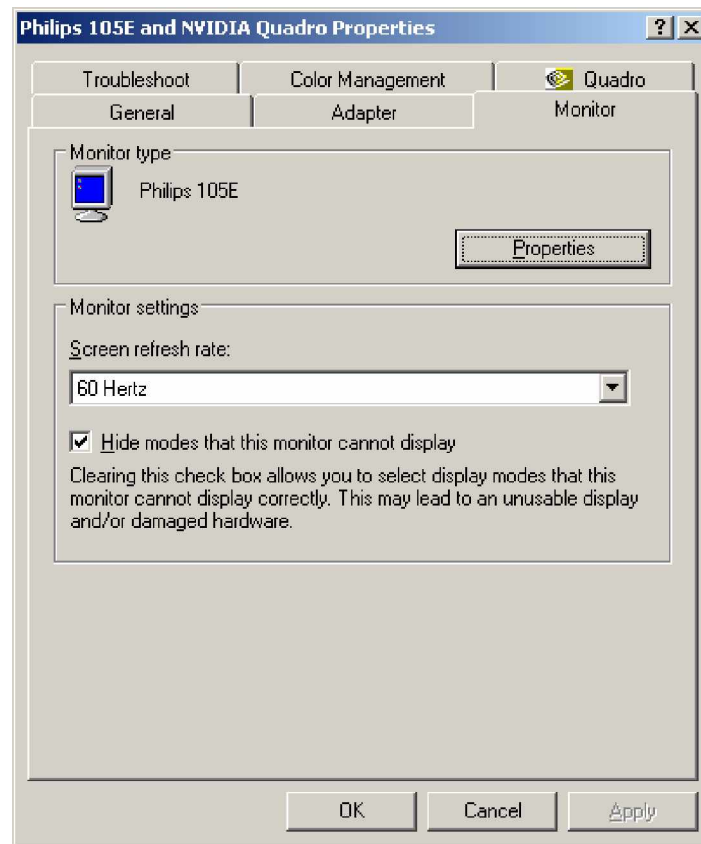 Philips 105E and NVIDIA Quadro Properties ? X
Troubleshoot Color Management Quadro
General Adapter Monitor
Monitor type
Philips 105E
Properties
Monitor settings
Screen refresh rate:
60 Hertz
Hide modes that this monitor cannot display
Clearing this check box allows you to select display modes that this
monitor cannot display correctly. This may lead to an unusable display
and/or damaged hardware.
OK Cancel Apply